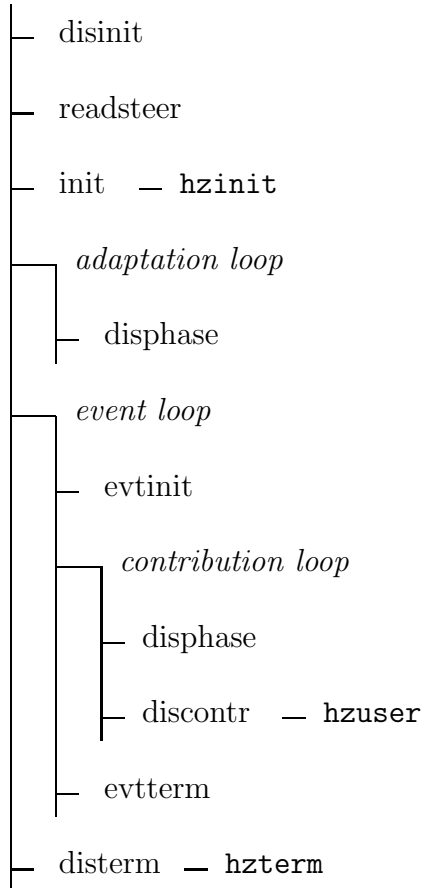 disinit
readsteer
init — hzinit
adaptation loop
disphase
event loop
evtinit
contribution loop
disphase
discontr — hzuser
evtterm
disterm — hzterm